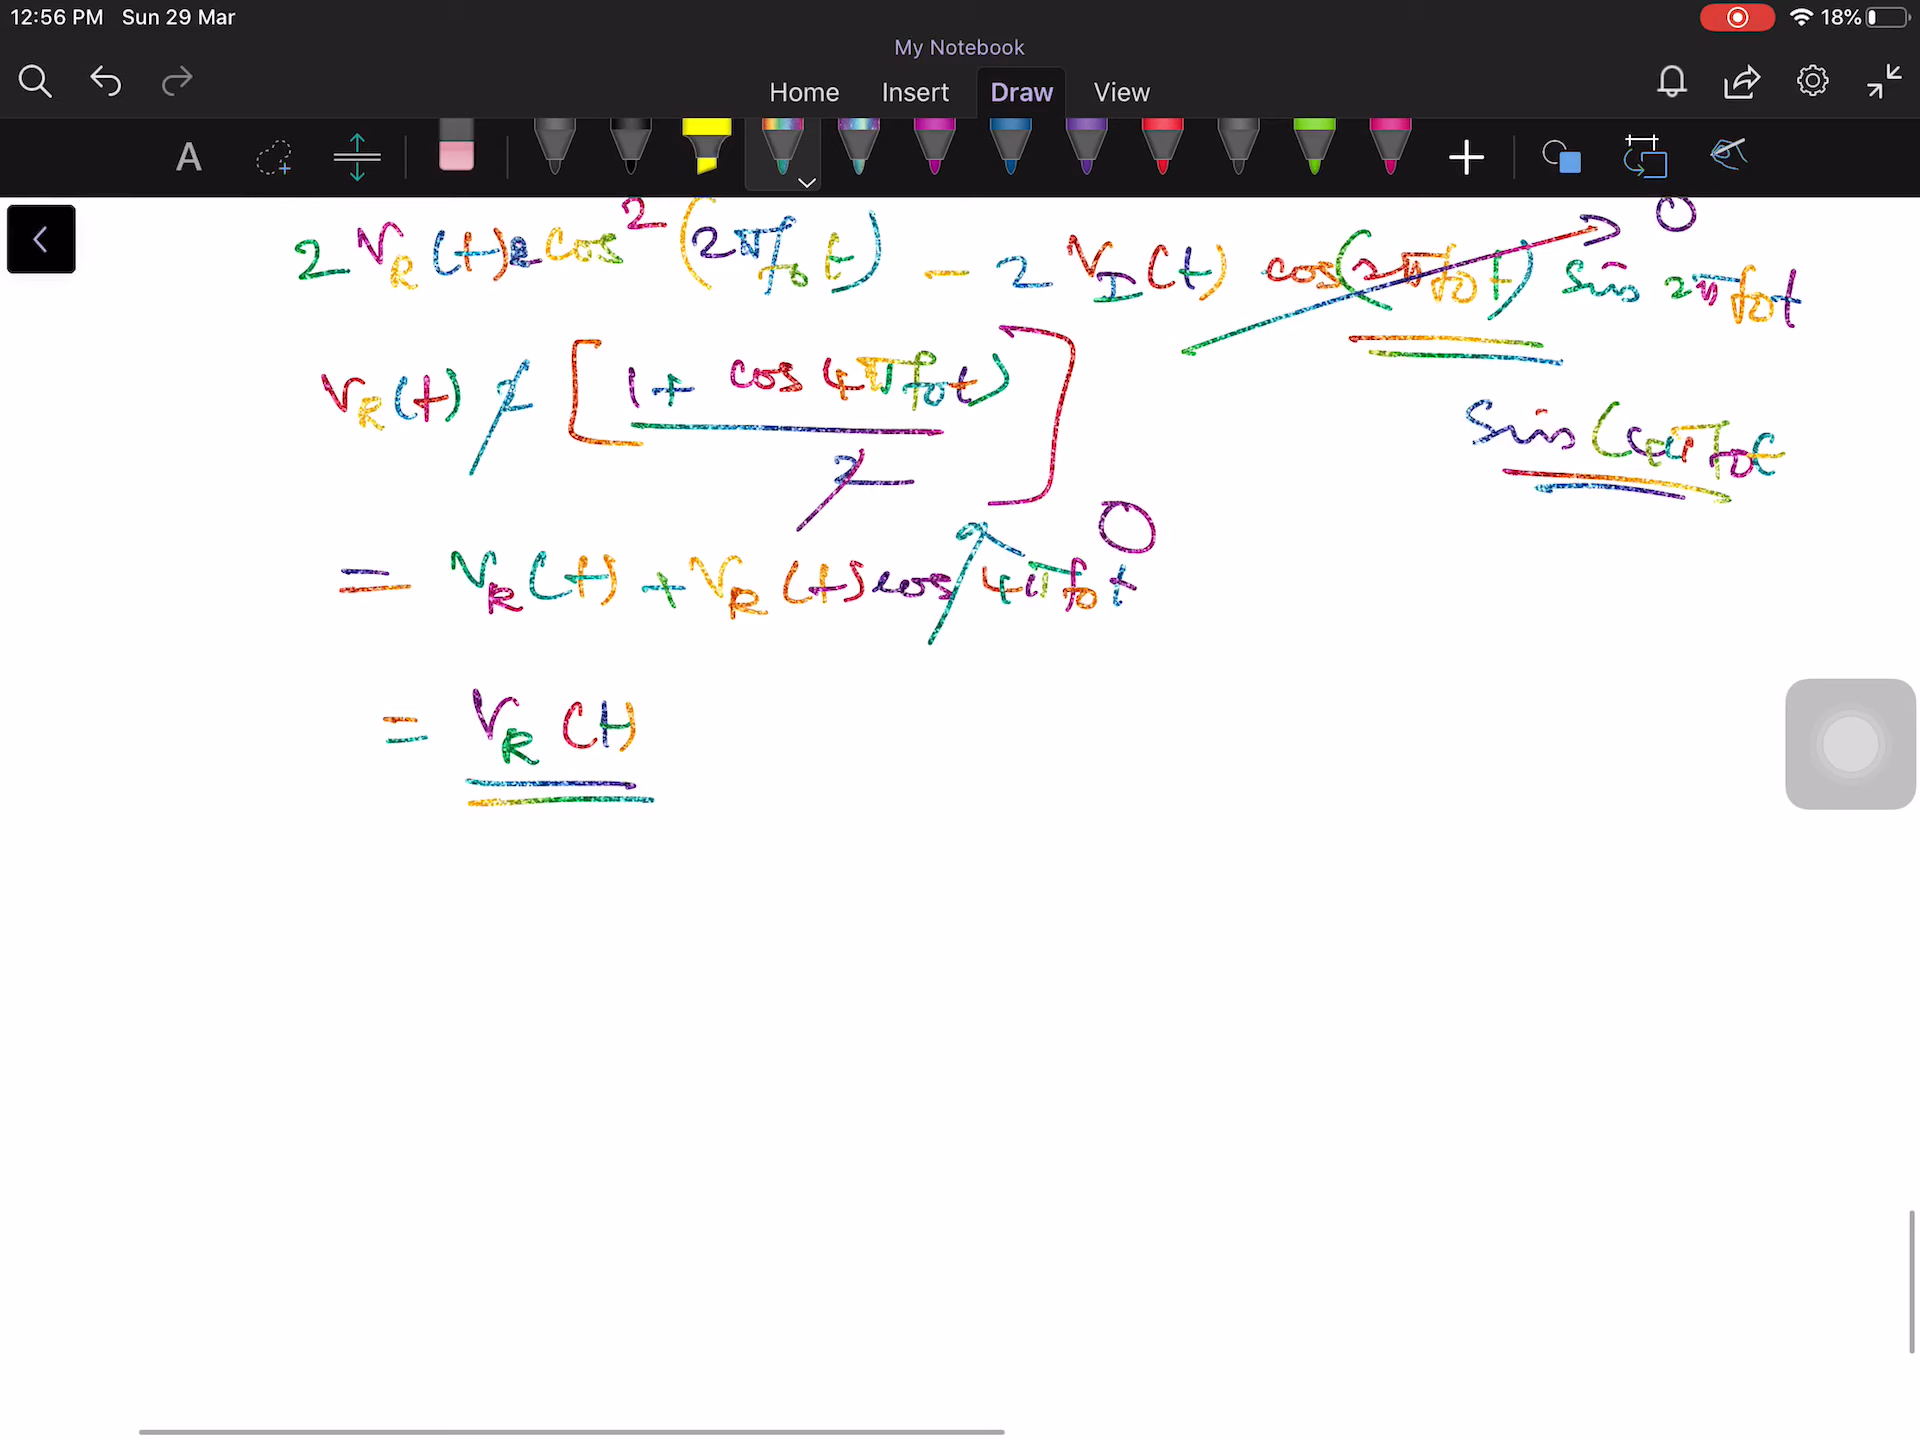 12:56 PM Sun 29 Mar 18%
My Notebook
Home Insert Draw View
A
2 V_R(t) cos² (2πf₀t) − 2 V_I(t) cos(2πf₀t) sin 2πf₀t 0
V_R(t) 2 [1 + cos 4πf₀t) / 2]
sin(4πf₀t
= V_R(t) + V_R(t) cos 4πf₀t 0
= V_R(t)